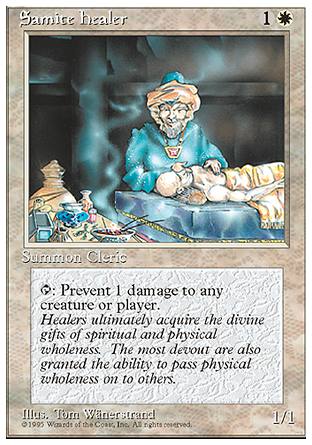 Samite Healer 1
Summon Cleric
: Prevent 1 damage to any
creature or player.
Healers ultimately acquire the divine
gifts of spiritual and physical
wholeness. The most devout are also
granted the ability to pass physical
wholeness on to others.
Illus. Tom Wänerstrand
©1995 Wizards of the Coast, Inc. All rights reserved.
1/1